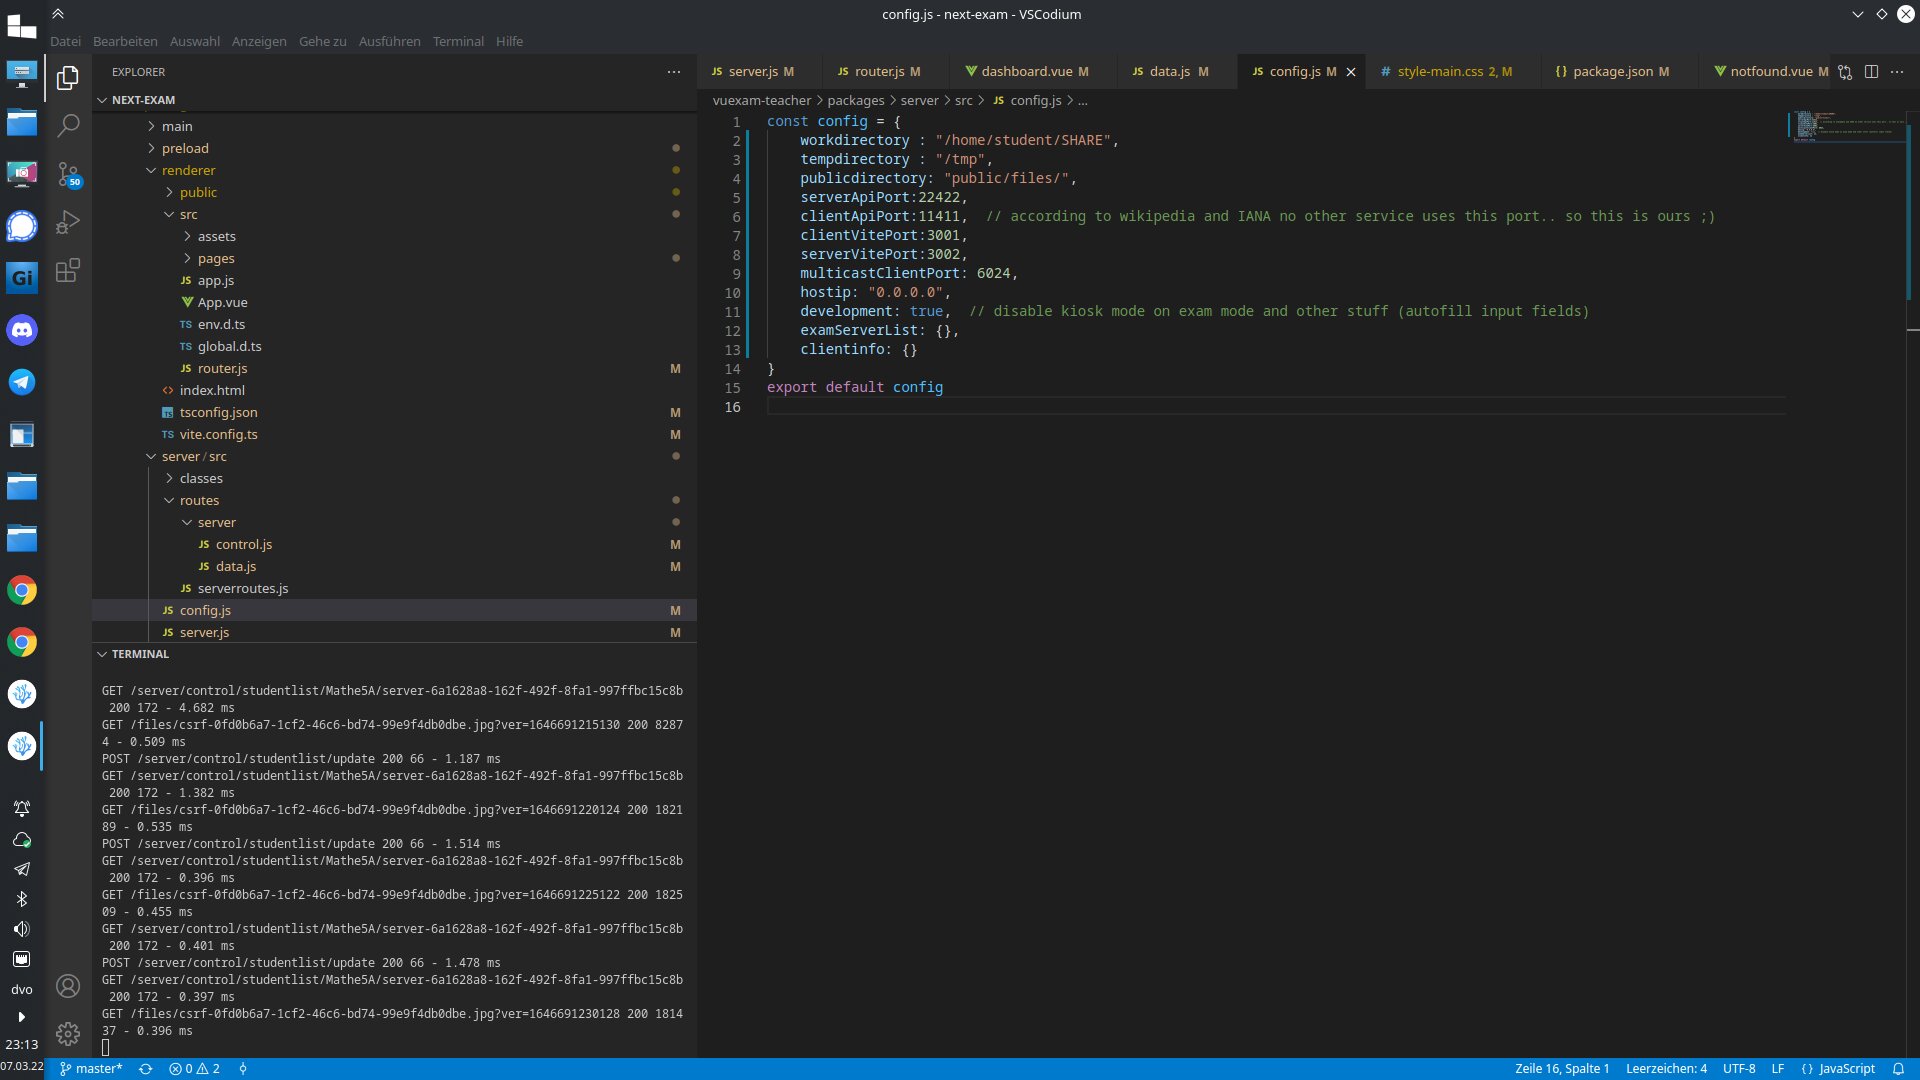 config.js - next-exam - VSCodium
Datei Bearbeiten Auswahl Anzeigen Gehe zu Ausführen Terminal Hilfe
EXPLORER
NEXT-EXAM
main
preload
renderer
public
src
assets
pages
JS app.js
App.vue
TS env.d.ts
TS global.d.ts
JS router.js M
<> index.html
TS tsconfig.json M
TS vite.config.ts M
server / src
classes
routes
server
JS control.js M
JS data.js M
JS serverroutes.js
JS config.js M
JS server.js M
TERMINAL
GET /server/control/studentlist/Mathe5A/server-6a1628a8-162f-492f-8fa1-997ffbc15c8b
200 172 - 4.682 ms
GET /files/csrf-0fd0b6a7-1cf2-46c6-bd74-99e9f4db0dbe.jpg?ver=1646691215130 200 8287
4 - 0.509 ms
POST /server/control/studentlist/update 200 66 - 1.187 ms
GET /server/control/studentlist/Mathe5A/server-6a1628a8-162f-492f-8fa1-997ffbc15c8b
200 172 - 1.382 ms
GET /files/csrf-0fd0b6a7-1cf2-46c6-bd74-99e9f4db0dbe.jpg?ver=1646691220124 200 1821
89 - 0.535 ms
POST /server/control/studentlist/update 200 66 - 1.514 ms
GET /server/control/studentlist/Mathe5A/server-6a1628a8-162f-492f-8fa1-997ffbc15c8b
200 172 - 0.396 ms
GET /files/csrf-0fd0b6a7-1cf2-46c6-bd74-99e9f4db0dbe.jpg?ver=1646691225122 200 1825
09 - 0.455 ms
GET /server/control/studentlist/Mathe5A/server-6a1628a8-162f-492f-8fa1-997ffbc15c8b
200 172 - 0.401 ms
POST /server/control/studentlist/update 200 66 - 1.478 ms
GET /server/control/studentlist/Mathe5A/server-6a1628a8-162f-492f-8fa1-997ffbc15c8b
200 172 - 0.397 ms
GET /files/csrf-0fd0b6a7-1cf2-46c6-bd74-99e9f4db0dbe.jpg?ver=1646691230128 200 1814
37 - 0.396 ms
JS server.js M JS router.js M dashboard.vue M JS data.js M JS config.js M # style-main.css 2, M {} package.json M notfound.vue M
vuexam-teacher > packages > server > src > JS config.js > ...
1 const config = {
2 workdirectory : "/home/student/SHARE",
3 tempdirectory : "/tmp",
4 publicdirectory: "public/files/",
5 serverApiPort:22422,
6 clientApiPort:11411, // according to wikipedia and IANA no other service uses this port.. so this is ours ;)
7 clientVitePort:3001,
8 serverVitePort:3002,
9 multicastClientPort: 6024,
10 hostip: "0.0.0.0",
11 development: true, // disable kiosk mode on exam mode and other stuff (autofill input fields)
12 examServerList: {},
13 clientinfo: {}
14 }
15 export default config
16
Gi
50
dvo
23:13
07.03.22
master* 0 2 Zeile 16, Spalte 1 Leerzeichen: 4 UTF-8 LF {} JavaScript